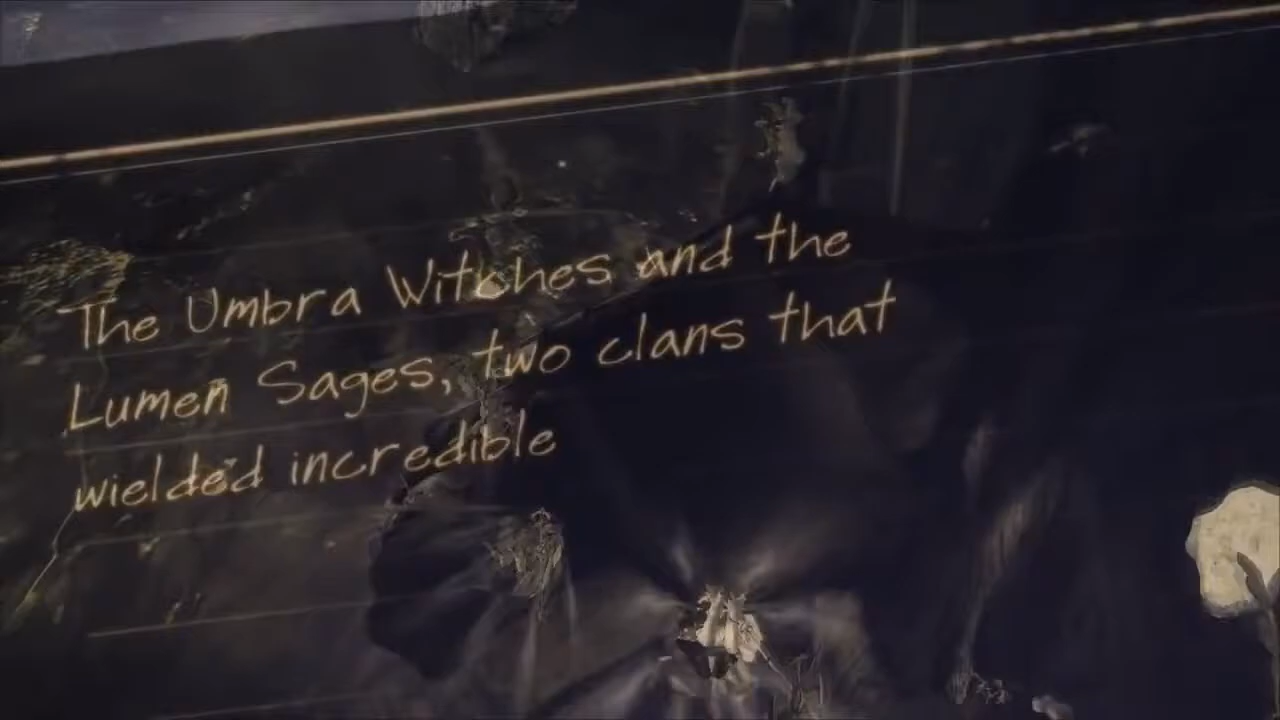 The Umbra Witches and the
Lumen Sages, two clans that
wielded incredible